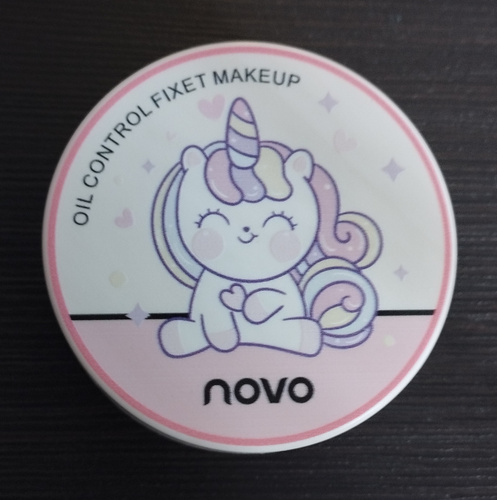 OIL CONTROL FIXET MAKEUP
novo